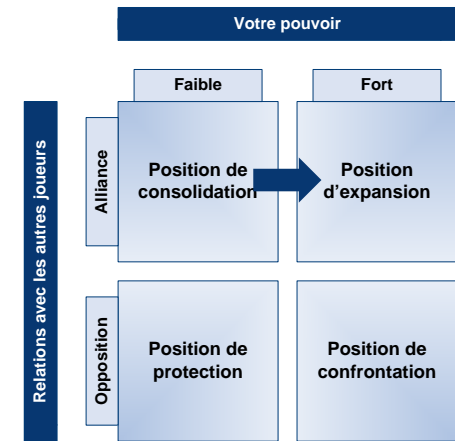 Votre pouvoir
Faible
Fort
Relations avec les autres joueurs
Alliance
Position de
consolidation
Position
d'expansion
Opposition
Position de
protection
Position de
confrontation